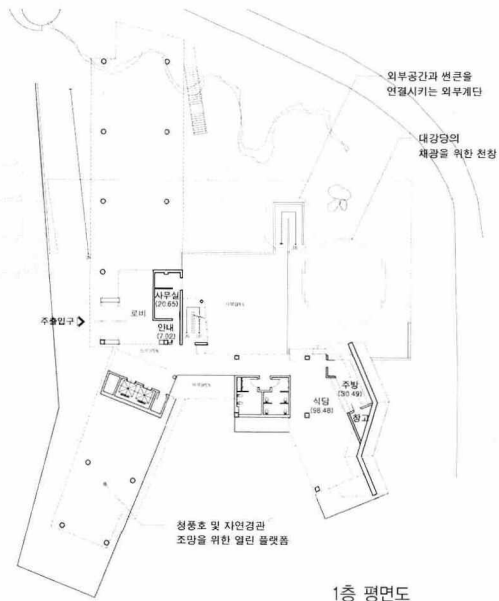 외부공간과 썬큰을
연결시키는 외부계단
대강당의
채광을 위한 천창
사무실
(20.65)
주출입구
로비
안내
(7.02)
주방
(30.49)
식당
(98.48)
창고
청풍호 및 자연경관
조망을 위한 열린 플랫폼
1층 평면도